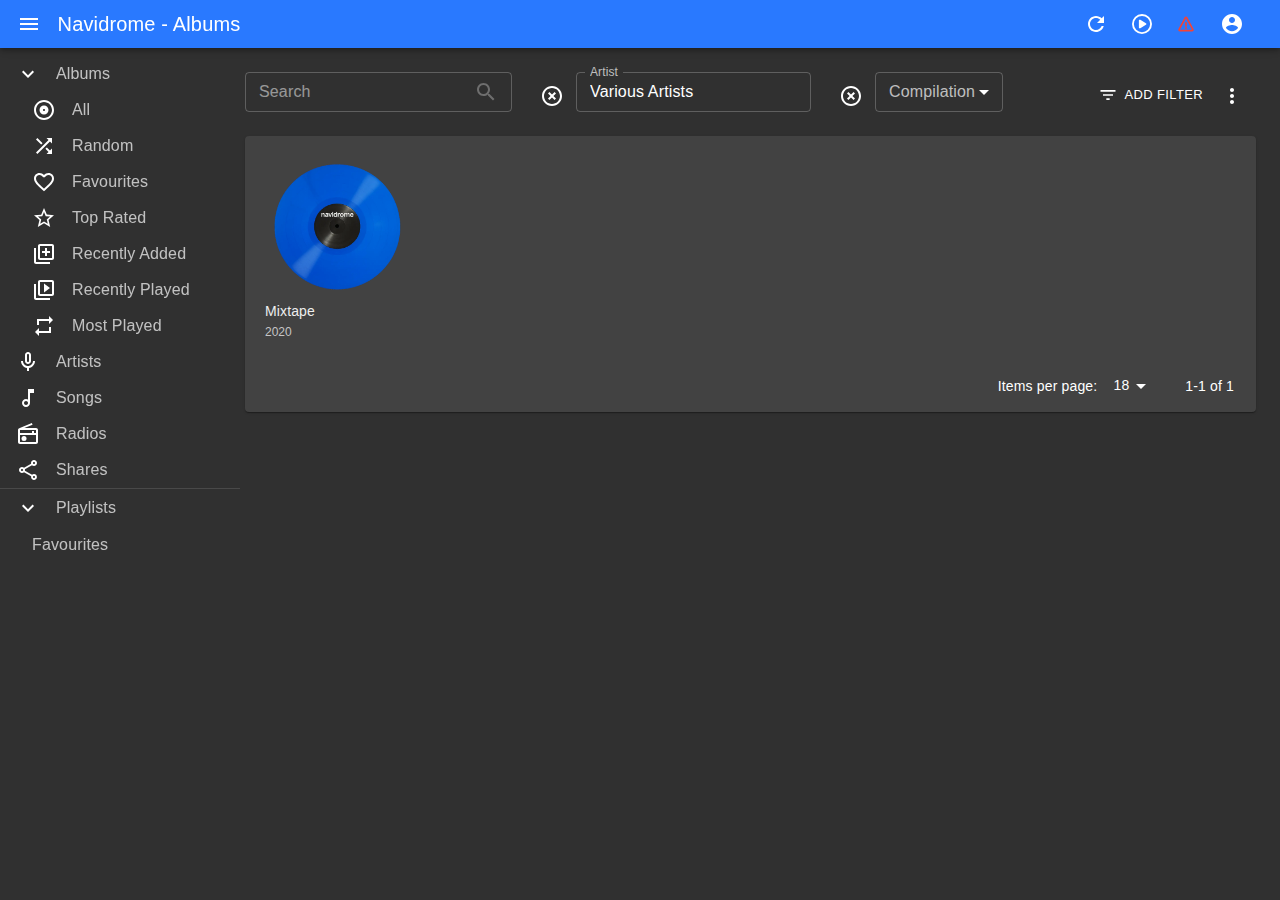 Navidrome - Albums
Albums
All
Random
Favourites
Top Rated
Recently Added
Recently Played
Most Played
Artists
Songs
Radios
Shares
Playlists
Favourites
Search
Artist
Various Artists
Compilation
ADD FILTER
navidrome
Mixtape
2020
Items per page: 18
1-1 of 1